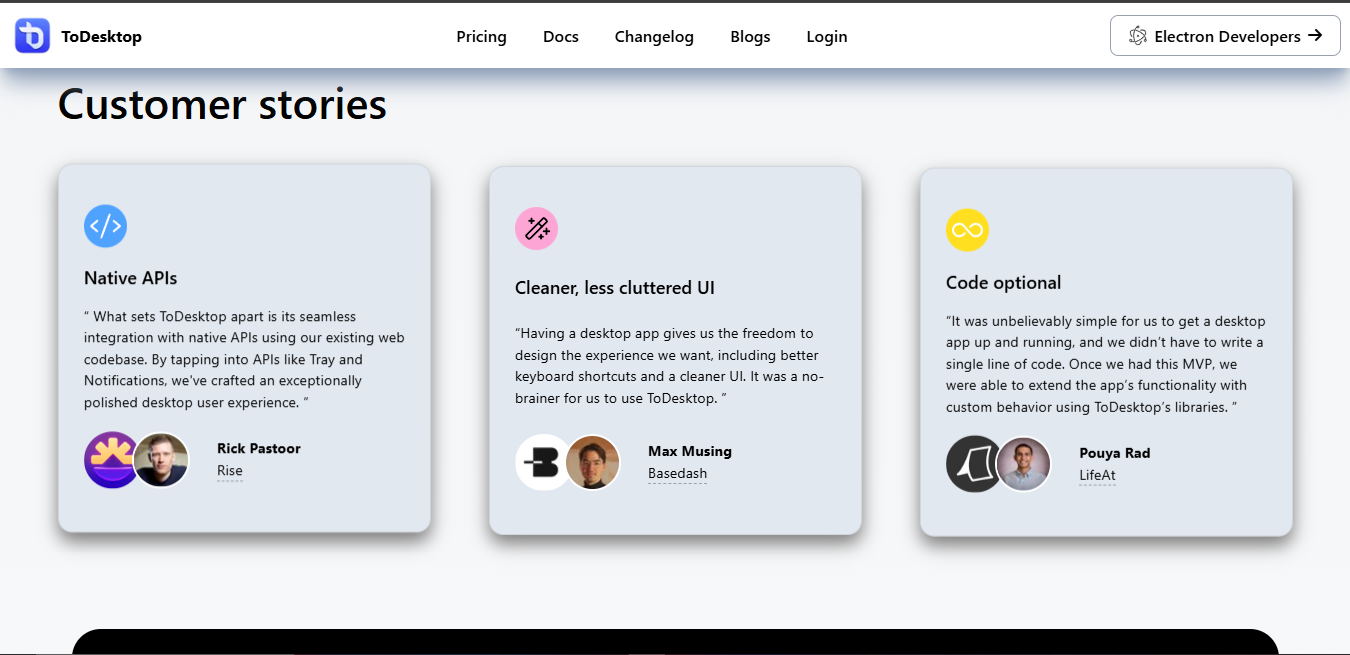 ToDesktop
Pricing
Docs
Changelog
Blogs
Login
Electron Developers →
Customer stories
Native APIs
“ What sets ToDesktop apart is its seamless
integration with native APIs using our existing web
codebase. By tapping into APIs like Tray and
Notifications, we've crafted an exceptionally
polished desktop user experience. ”
Rick Pastoor
Rise
Cleaner, less cluttered UI
“Having a desktop app gives us the freedom to
design the experience we want, including better
keyboard shortcuts and a cleaner UI. It was a no-
brainer for us to use ToDesktop. ”
Max Musing
Basedash
Code optional
“It was unbelievably simple for us to get a desktop
app up and running, and we didn’t have to write a
single line of code. Once we had this MVP, we
were able to extend the app’s functionality with
custom behavior using ToDesktop’s libraries. ”
Pouya Rad
LifeAt